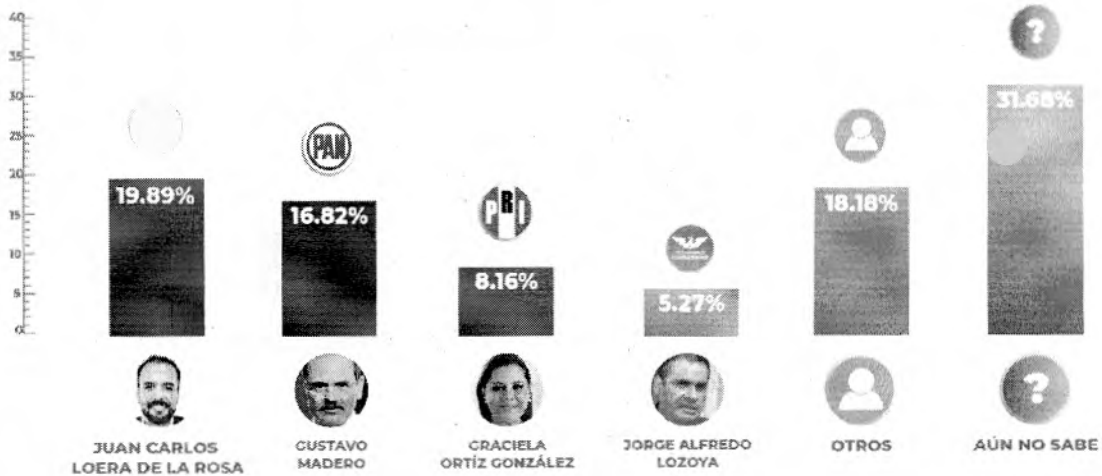 40
35
30
25
20
15
10
5
0
?
31.68%
PAN
19.89%
16.82%
PRI
18.18%
8.16%
5.27%
?
JUAN CARLOS
LOERA DE LA ROSA
GUSTAVO
MADERO
GRACIELA
ORTÍZ GONZÁLEZ
JORGE ALFREDO
LOZOYA
OTROS
AÚN NO SABE